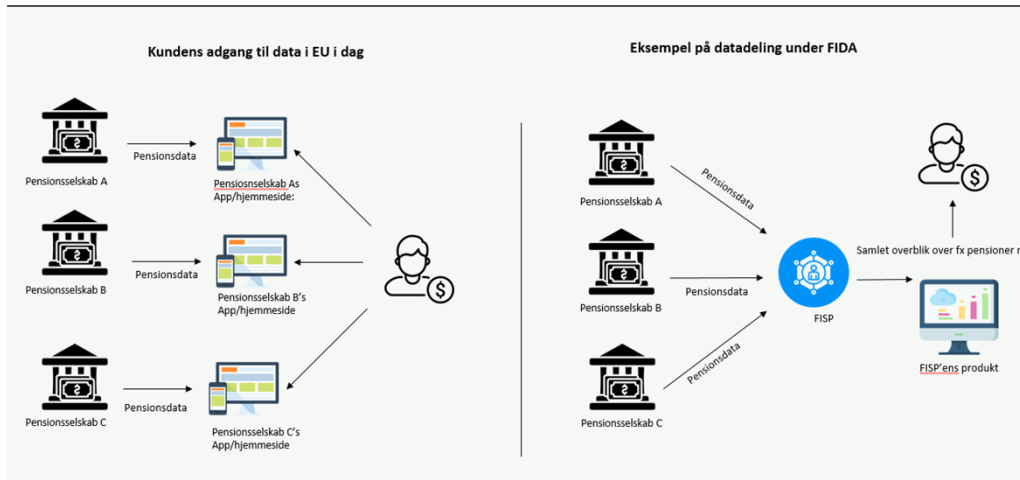 Kundens adgang til data i EU i dag
Pensionsdata
Pensionsselskab A
Pensiosnselskab As
App/hjemmeside:
Pensionsdata
Pensionsselskab B
Pensionsselskab B's
App/hjemmeside
Pensionsdata
Pensionsselskab C
Pensionsselskab C's
App/hjemmeside
Eksempel på datadeling under FIDA
Pensionsselskab A
Pensionsdata
Pensionsselskab B
Pensionsdata
Pensionsselskab C
Pensionsdata
FISP
Samlet overblik over fx pensioner
FISP'ens produkt